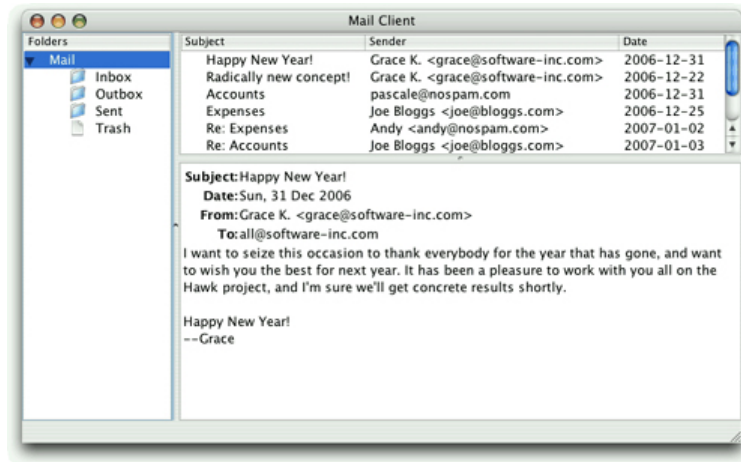 Mail Client
Folders
Mail
Inbox
Outbox
Sent
Trash
Subject Sender Date
Happy New Year! Grace K. <grace@software-inc.com> 2006-12-31
Radically new concept! Grace K. <grace@software-inc.com> 2006-12-22
Accounts pascale@nospam.com 2006-12-31
Expenses Joe Bloggs <joe@bloggs.com> 2006-12-25
Re: Expenses Andy <andy@nospam.com> 2007-01-02
Re: Accounts Joe Bloggs <joe@bloggs.com> 2007-01-03
Subject: Happy New Year!
Date: Sun, 31 Dec 2006
From: Grace K. <grace@software-inc.com>
To: all@software-inc.com
I want to seize this occasion to thank everybody for the year that has gone, and want
to wish you the best for next year. It has been a pleasure to work with you all on the
Hawk project, and I'm sure we'll get concrete results shortly.
Happy New Year!
--Grace